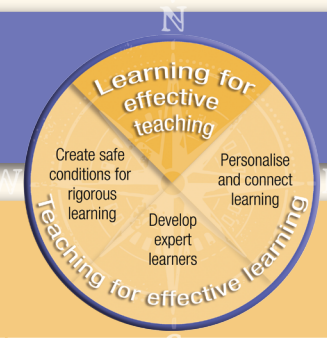 N
Learning for
effective
teaching
Create safe
conditions for
rigorous
learning
Personalise
and connect
learning
Develop
expert
learners
Teaching for effective learning
W